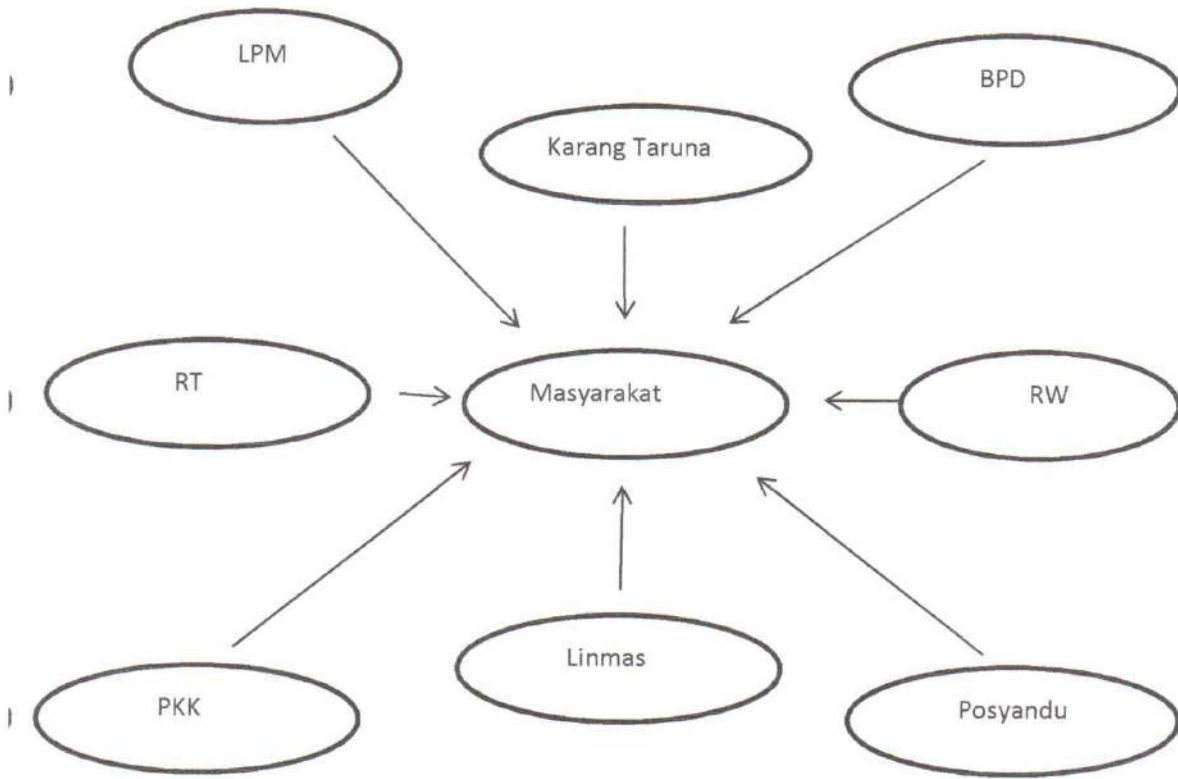 LPM
BPD
Karang Taruna
RT
Masyarakat
RW
PKK
Linmas
Posyandu